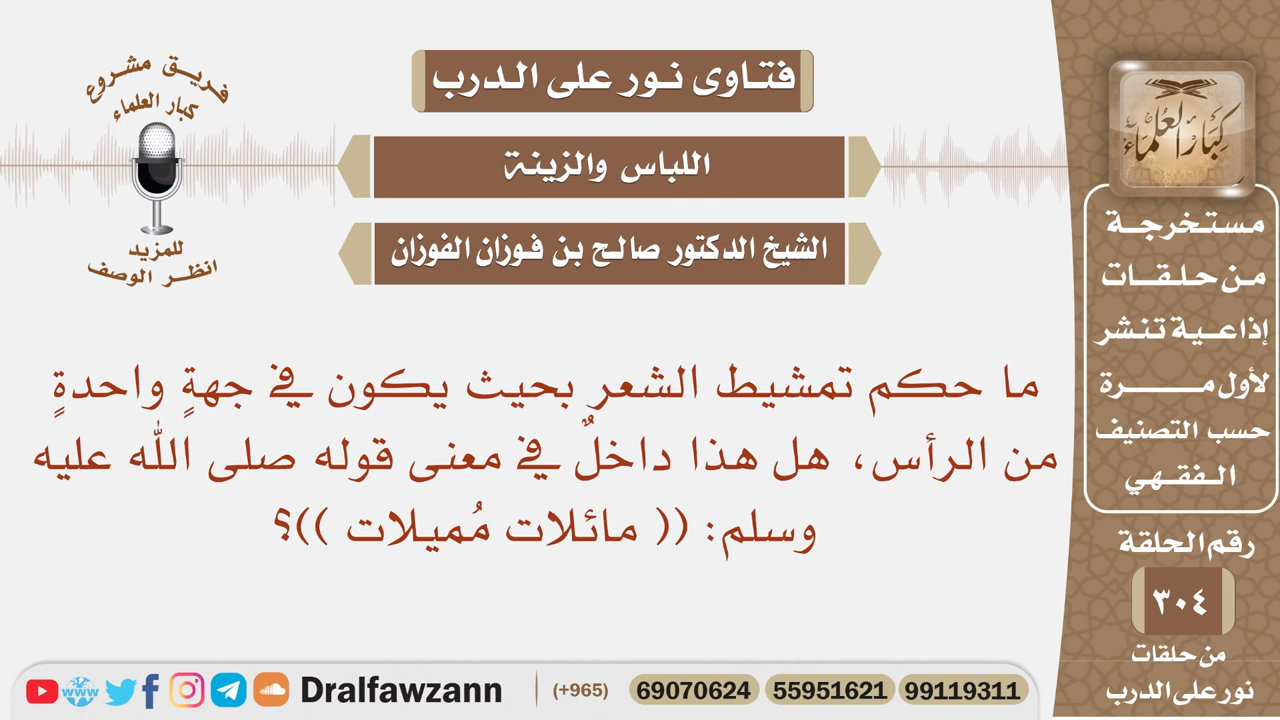 فتاوى نور على الدرب
اللباس والزينة
الشيخ الدكتور صالح بن فوزان الفوزان
فريق مشروع
كبار العلماء
للمزيد
انظر الوصف
ما حكم تمشيط الشعر بحيث يكون في جهةٍ واحدةٍ
من الرأس، هل هذا داخلٌ في معنى قوله صلى الله عليه
وسلم: (( مائلات مُميلات ))؟
كبار العلماء
مستخرجة
من حلقات
إذاعية تنشر
لأول مرة
حسب التصنيف
الفقهي
رقم الحلقة
٣٠٤
من حلقات
نور على الدرب
www
Dralfawzann
(+965)
69070624
55951621
99119311